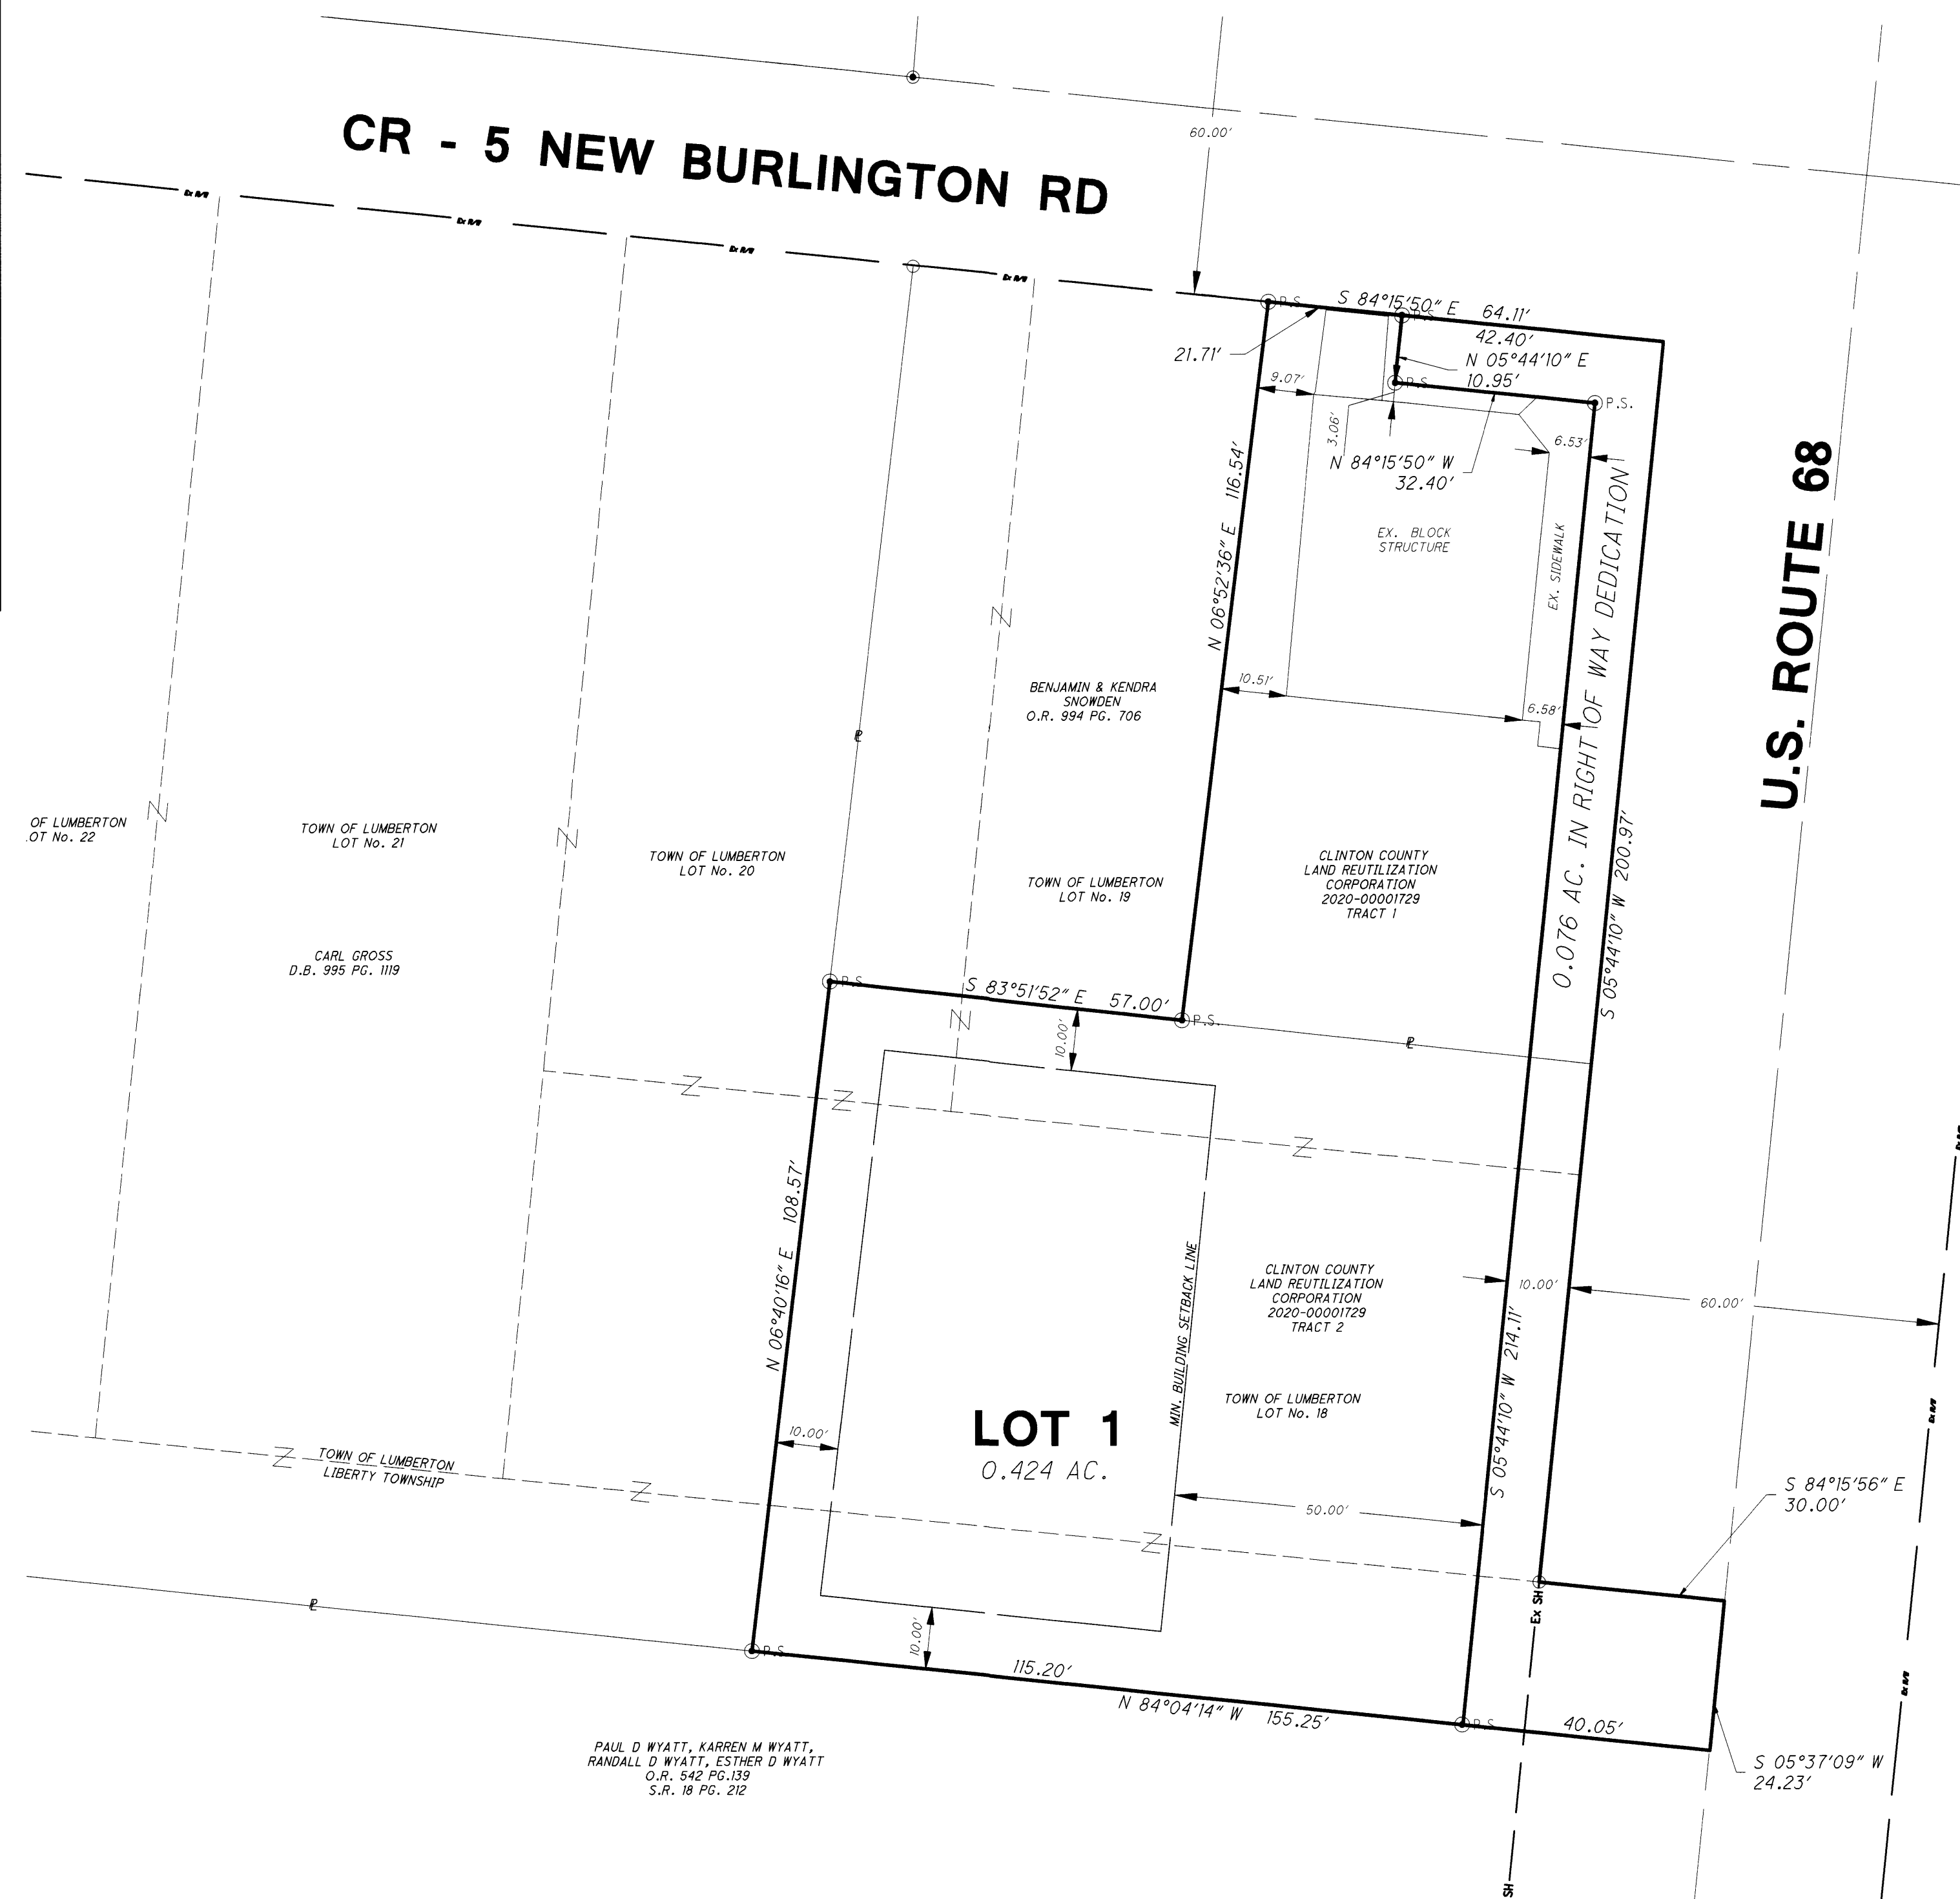 60.00'
CR - 5 NEW BURLINGTON RD
Ex R/W
Ex R/W
Ex R/W
Ex R/W
P.S.
S 84°15'50" E 64.11'
P.S.
42.40'
21.71'
N 05°44'10" E
10.95'
P.S.
P.S.
9.07'
3.06'
6.53'
N 84°15'50" W
32.40'
EX. BLOCK
STRUCTURE
EX. SIDEWALK
N 06°52'36" E 116.54'
U.S. ROUTE 68
0.076 AC. IN RIGHT OF WAY DEDICATION
10.51'
6.58'
BENJAMIN & KENDRA
SNOWDEN
O.R. 994 PG. 706
OF LUMBERTON
OT No. 22
TOWN OF LUMBERTON
LOT No. 21
TOWN OF LUMBERTON
LOT No. 20
TOWN OF LUMBERTON
LOT No. 19
CLINTON COUNTY
LAND REUTILIZATION
CORPORATION
2020-00001729
TRACT 1
S 05°44'10" W 200.97'
CARL GROSS
D.B. 995 PG. 1119
P.S.
S 83°51'52" E 57.00'
P.S.
10.00'
N 06°40'16" E 108.57'
MIN. BUILDING SETBACK LINE
CLINTON COUNTY
LAND REUTILIZATION
CORPORATION
2020-00001729
TRACT 2
10.00'
60.00'
S 05°44'10" W 214.11'
TOWN OF LUMBERTON
LOT No. 18
Ex R/W
LOT 1
0.424 AC.
10.00'
50.00'
TOWN OF LUMBERTON
LIBERTY TOWNSHIP
S 84°15'56" E
30.00'
Ex SH
10.00'
P.S.
115.20'
N 84°04'14" W 155.25'
P.S.
40.05'
Ex R/W
S 05°37'09" W
24.23'
PAUL D WYATT, KARREN M WYATT,
RANDALL D WYATT, ESTHER D WYATT
O.R. 542 PG.139
S.R. 18 PG. 212
SH